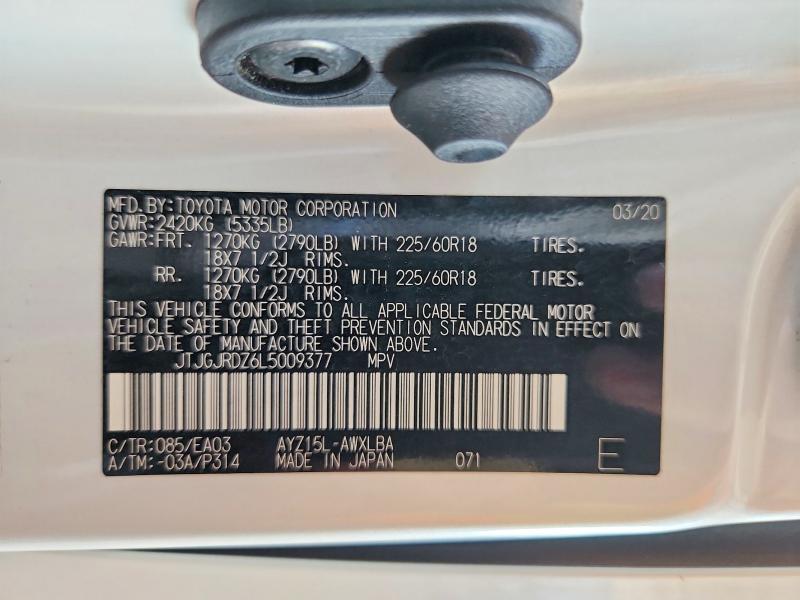 MFD.BY:TOYOTA MOTOR CORPORATION 03/20
GVWR:2420KG (5335LB)
GAWR:FRT. 1270KG (2790LB) WITH 225/60R18 TIRES.
18X7 1/2J RIMS.
RR. 1270KG (2790LB) WITH 225/60R18 TIRES.
18X7 1/2J RIMS.
THIS VEHICLE CONFORMS TO ALL APPLICABLE FEDERAL MOTOR
VEHICLE SAFETY AND THEFT PREVENTION STANDARDS IN EFFECT ON
THE DATE OF MANUFACTURE SHOWN ABOVE.
JTJGJRDZ6L5009377 MPV
C/TR:085/EA03 AYZ15L-AWXLBA
A/TM:-03A/P314 MADE IN JAPAN 071 E